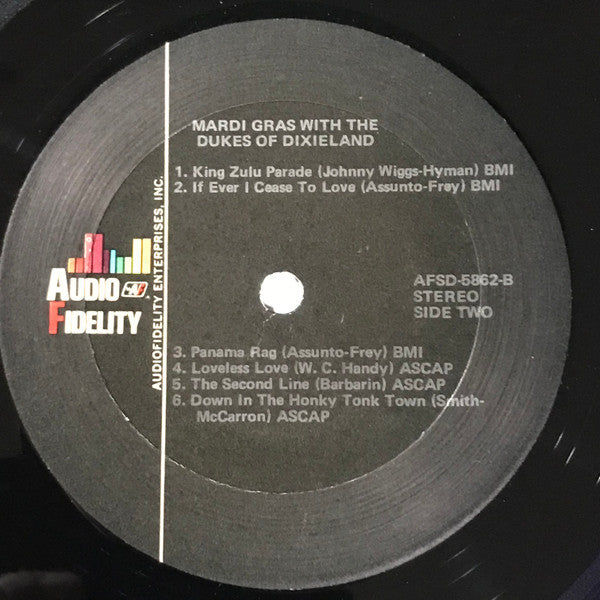 MARDI GRAS WITH THE
DUKES OF DIXIELAND
1. King Zulu Parade (Johnny Wiggs-Hyman) BMI
2. If Ever I Cease To Love (Assunto-Frey) BMI
AUDIO
FIDELITY
AUDIOFIDELITY ENTERPRISES, INC.
AFSD-5862-B
STEREO
SIDE TWO
3. Panama Rag (Assunto-Frey) BMI
4. Loveless Love (W. C. Handy) ASCAP
5. The Second Line (Barbarin) ASCAP
6. Down In The Honky Tonk Town (Smith-
McCarron) ASCAP